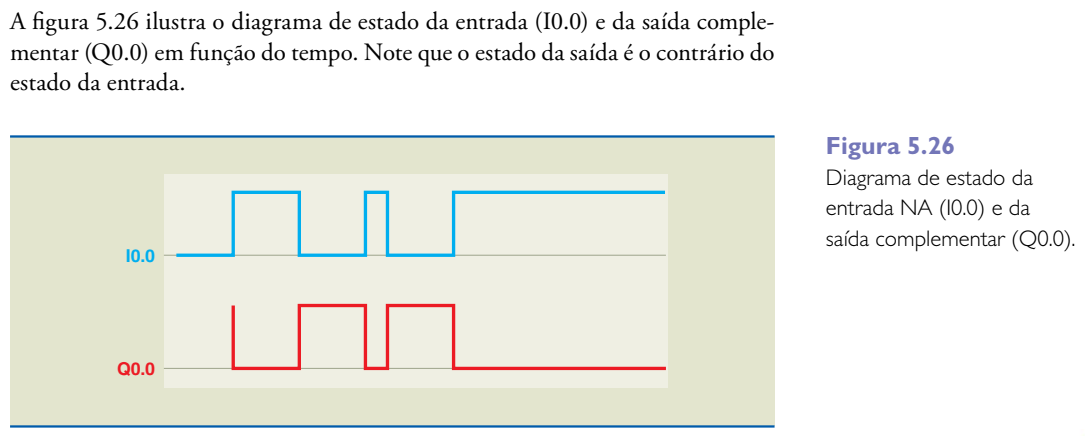 A figura 5.26 ilustra o diagrama de estado da entrada (I0.0) e da saída comple-
mentar (Q0.0) em função do tempo. Note que o estado da saída é o contrário do
estado da entrada.
I0.0
Q0.0
Figura 5.26
Diagrama de estado da
entrada NA (I0.0) e da
saída complementar (Q0.0).